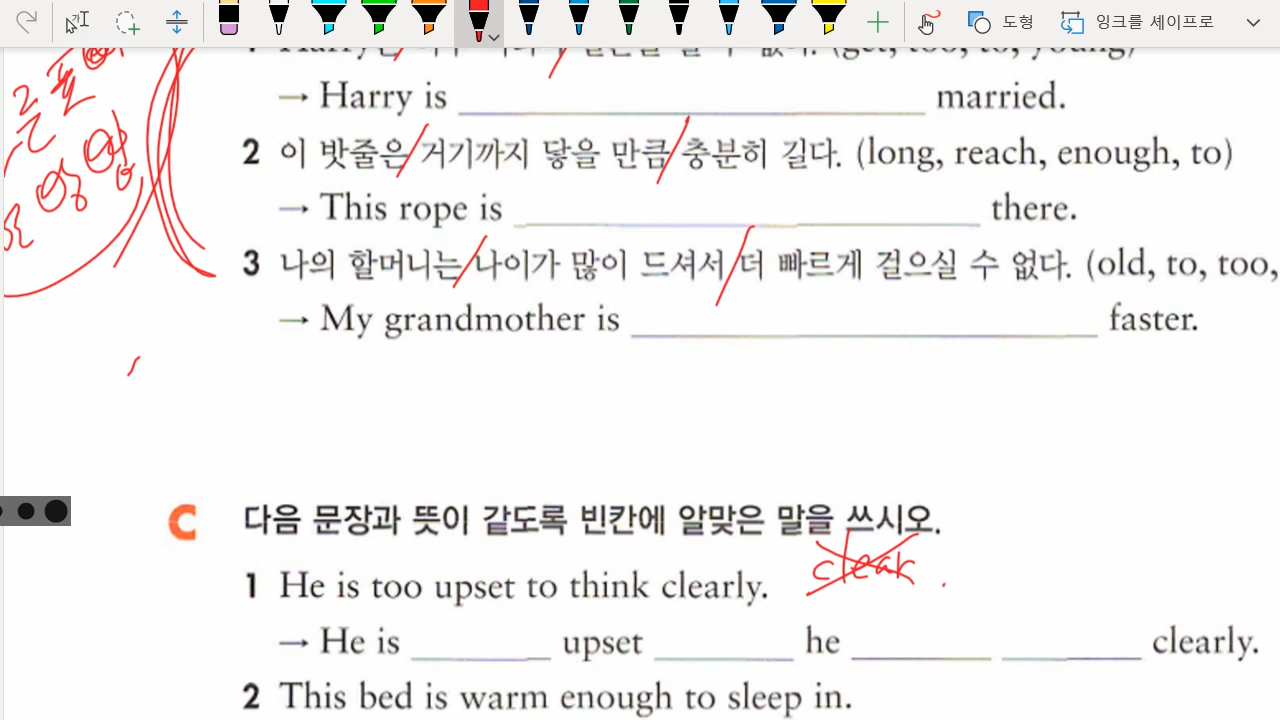 도형
잉크를 셰이프로
(get, too, to, young)
→ Harry is married.
2 이 밧줄은 거기까지 닿을 만큼 충분히 길다. (long, reach, enough, to)
→ This rope is there.
3 나의 할머니는 나이가 많이 드셔서 더 빠르게 걸으실 수 없다. (old, to, too,
→ My grandmother is faster.
C 다음 문장과 뜻이 같도록 빈칸에 알맞은 말을 쓰시오.
clear
1 He is too upset to think clearly.
→ He is upset he clearly.
2 This bed is warm enough to sleep in.